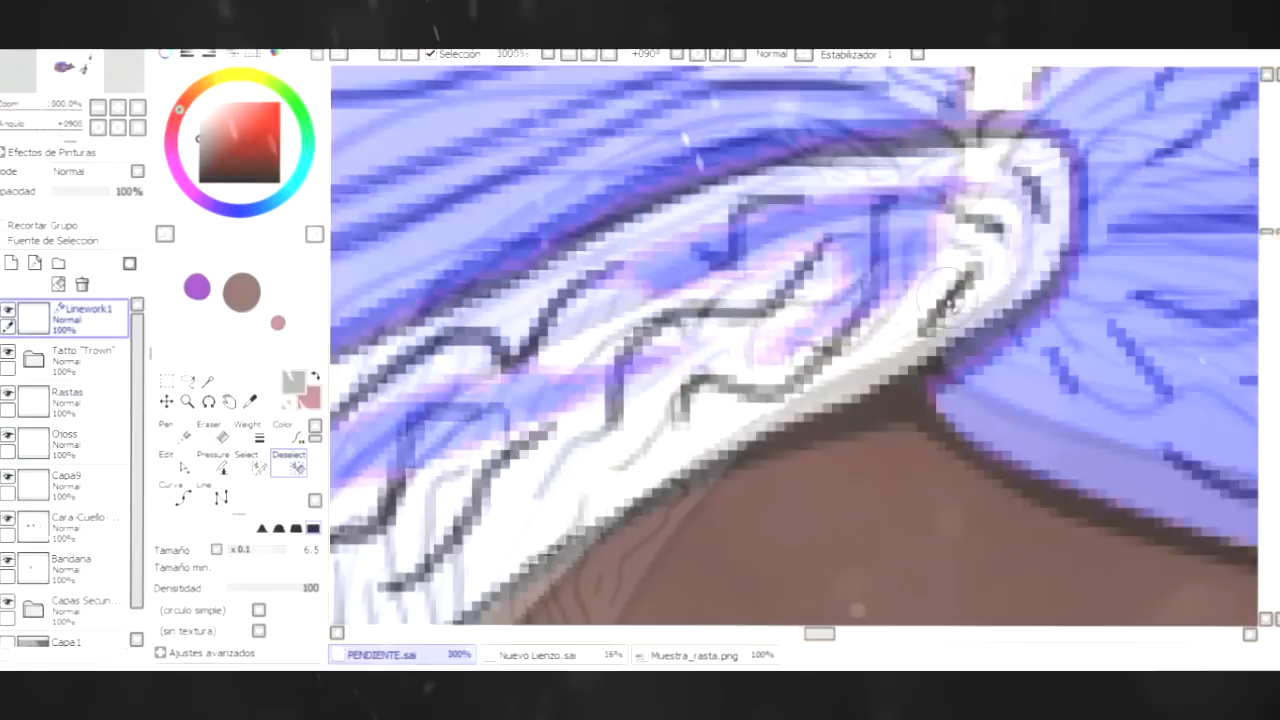 Selección
+090º
Normal
Estabilizador 1
Zoom
Angulo
+090º
Efectos de Pinturas
Normal
100%
Recortar Grupo
Fuente de Selección
Linework1
Normal
100%
Tatto "Trown"
Normal
100%
Rastas
Normal
100%
Ojoss
Normal
100%
Capa9
Normal
100%
Cara-Cuello ...
Normal
100%
Bandana
Normal
100%
Capas Secun...
Normal
100%
Capa1
Pen Eraser Weight Color
Edit Pressure Select Deselect
Curve Line
Tamaño x 0.1 6.5
Tamaño min.
Densitidad 100
(circulo simple)
(sin textura)
Ajustes avanzados
PENDIENTE.sai 300% Nuevo Lienzo.sai 16% Muestra_rasta.png 100%